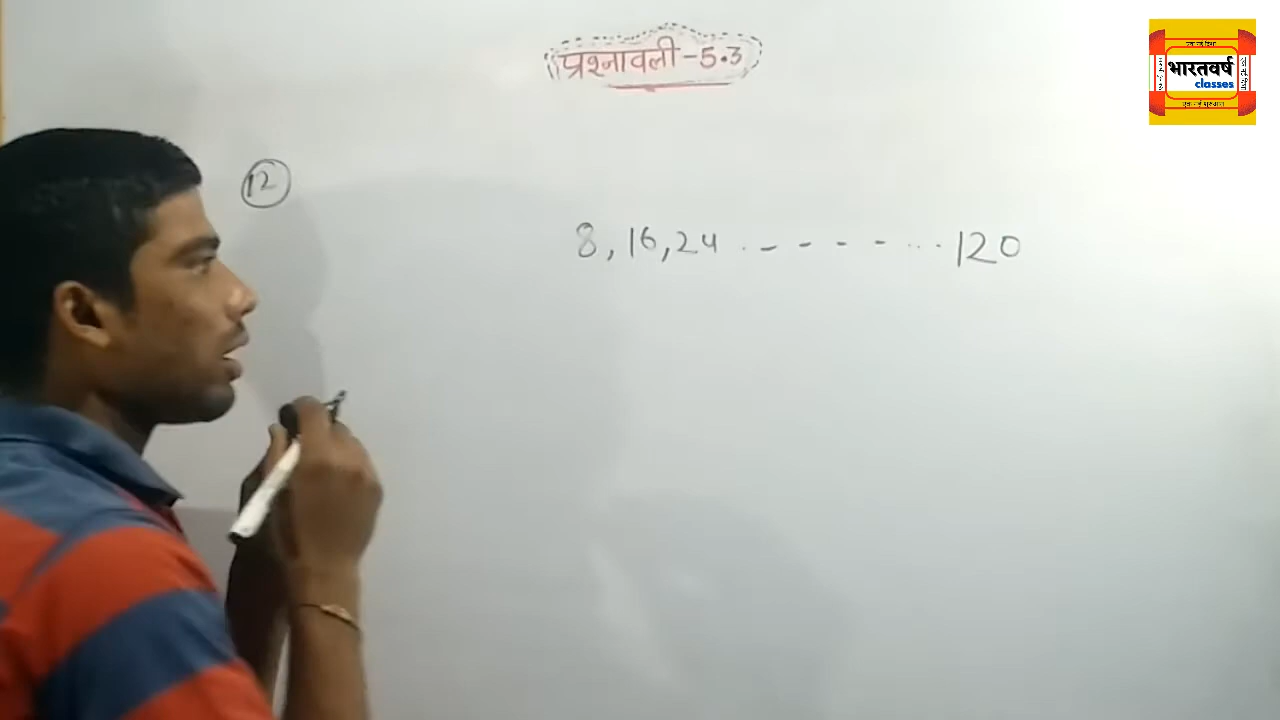 प्रश्नावली-5.3
भारतवर्ष
classes
12
8, 16, 24 . - - - - ... 120